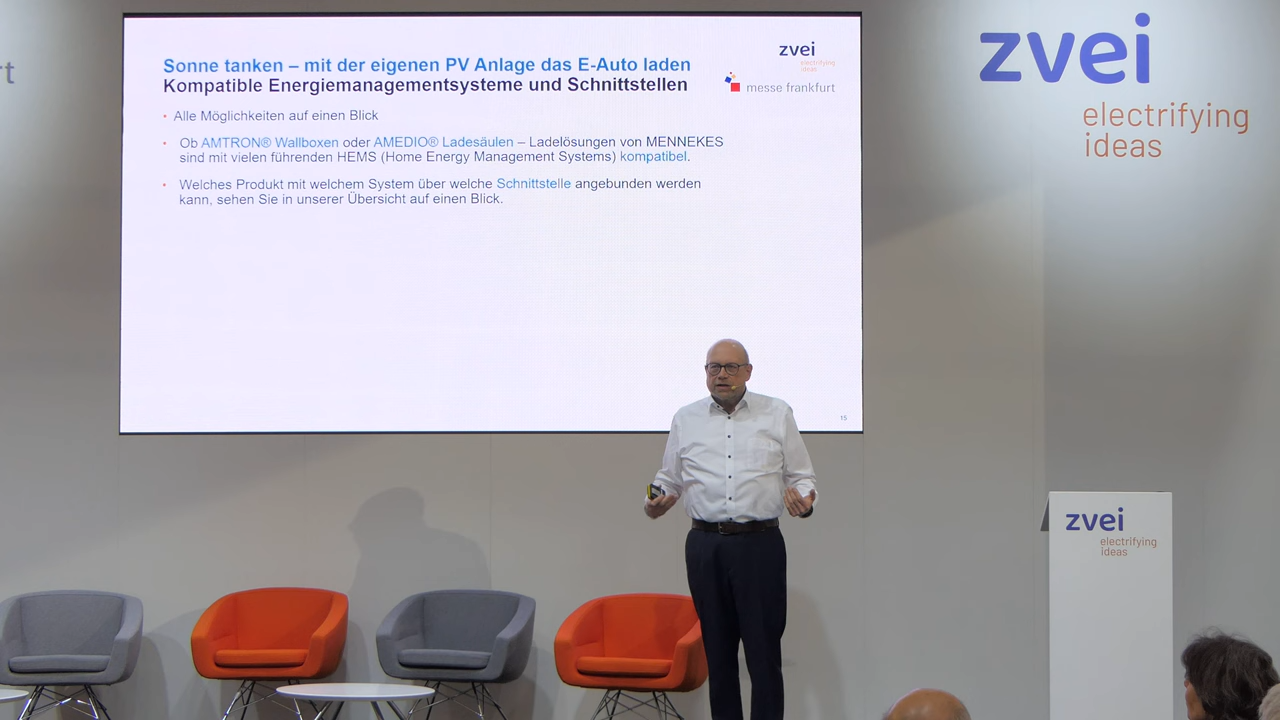 rt
Sonne tanken – mit der eigenen PV Anlage das E-Auto laden
Kompatible Energiemanagementsysteme und Schnittstellen
zvei
electrifying
ideas
messe frankfurt
• Alle Möglichkeiten auf einen Blick
• Ob AMTRON® Wallboxen oder AMEDIO® Ladesäulen – Ladelösungen von MENNEKES
sind mit vielen führenden HEMS (Home Energy Management Systems) kompatibel.
• Welches Produkt mit welchem System über welche Schnittstelle angebunden werden
kann, sehen Sie in unserer Übersicht auf einen Blick.
15
zvei
electrifying
ideas
zvei
electrifying
ideas